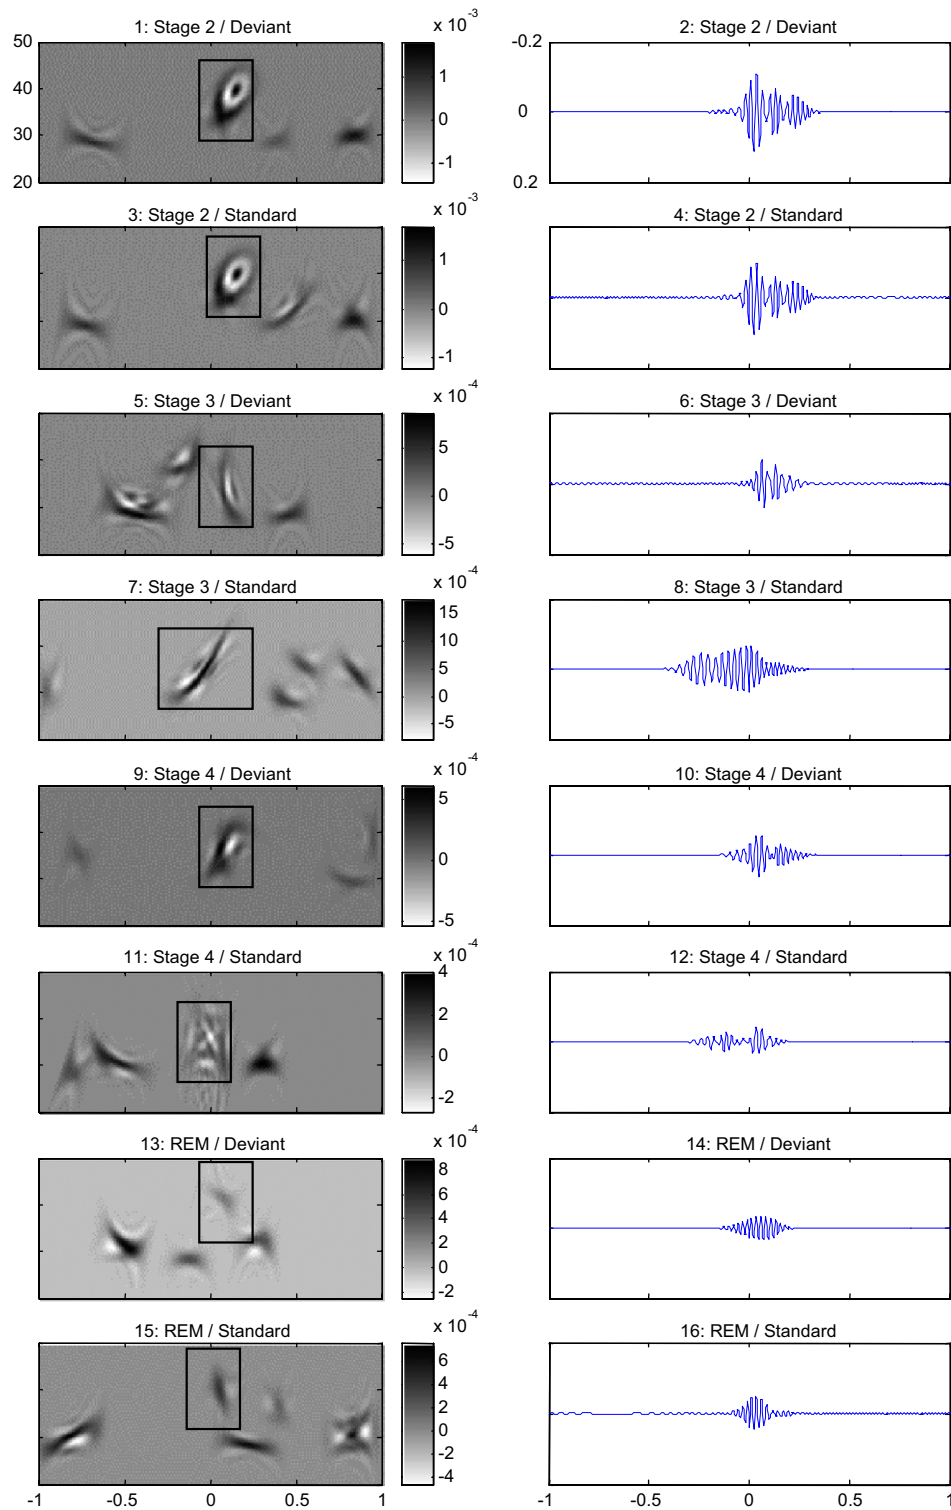 1: Stage 2 / Deviant
50
40
30
20
x 10-3
1
0
-1
2: Stage 2 / Deviant
-0.2
0
0.2
3: Stage 2 / Standard
x 10-3
1
0
-1
4: Stage 2 / Standard
5: Stage 3 / Deviant
x 10-4
5
0
-5
6: Stage 3 / Deviant
7: Stage 3 / Standard
x 10-4
15
10
5
0
-5
8: Stage 3 / Standard
9: Stage 4 / Deviant
x 10-4
5
0
-5
10: Stage 4 / Deviant
11: Stage 4 / Standard
x 10-4
4
2
0
-2
12: Stage 4 / Standard
13: REM / Deviant
x 10-4
8
6
4
2
0
-2
14: REM / Deviant
15: REM / Standard
x 10-4
6
4
2
0
-2
-4
-1 -0.5 0 0.5 1
16: REM / Standard
-1 -0.5 0 0.5 1